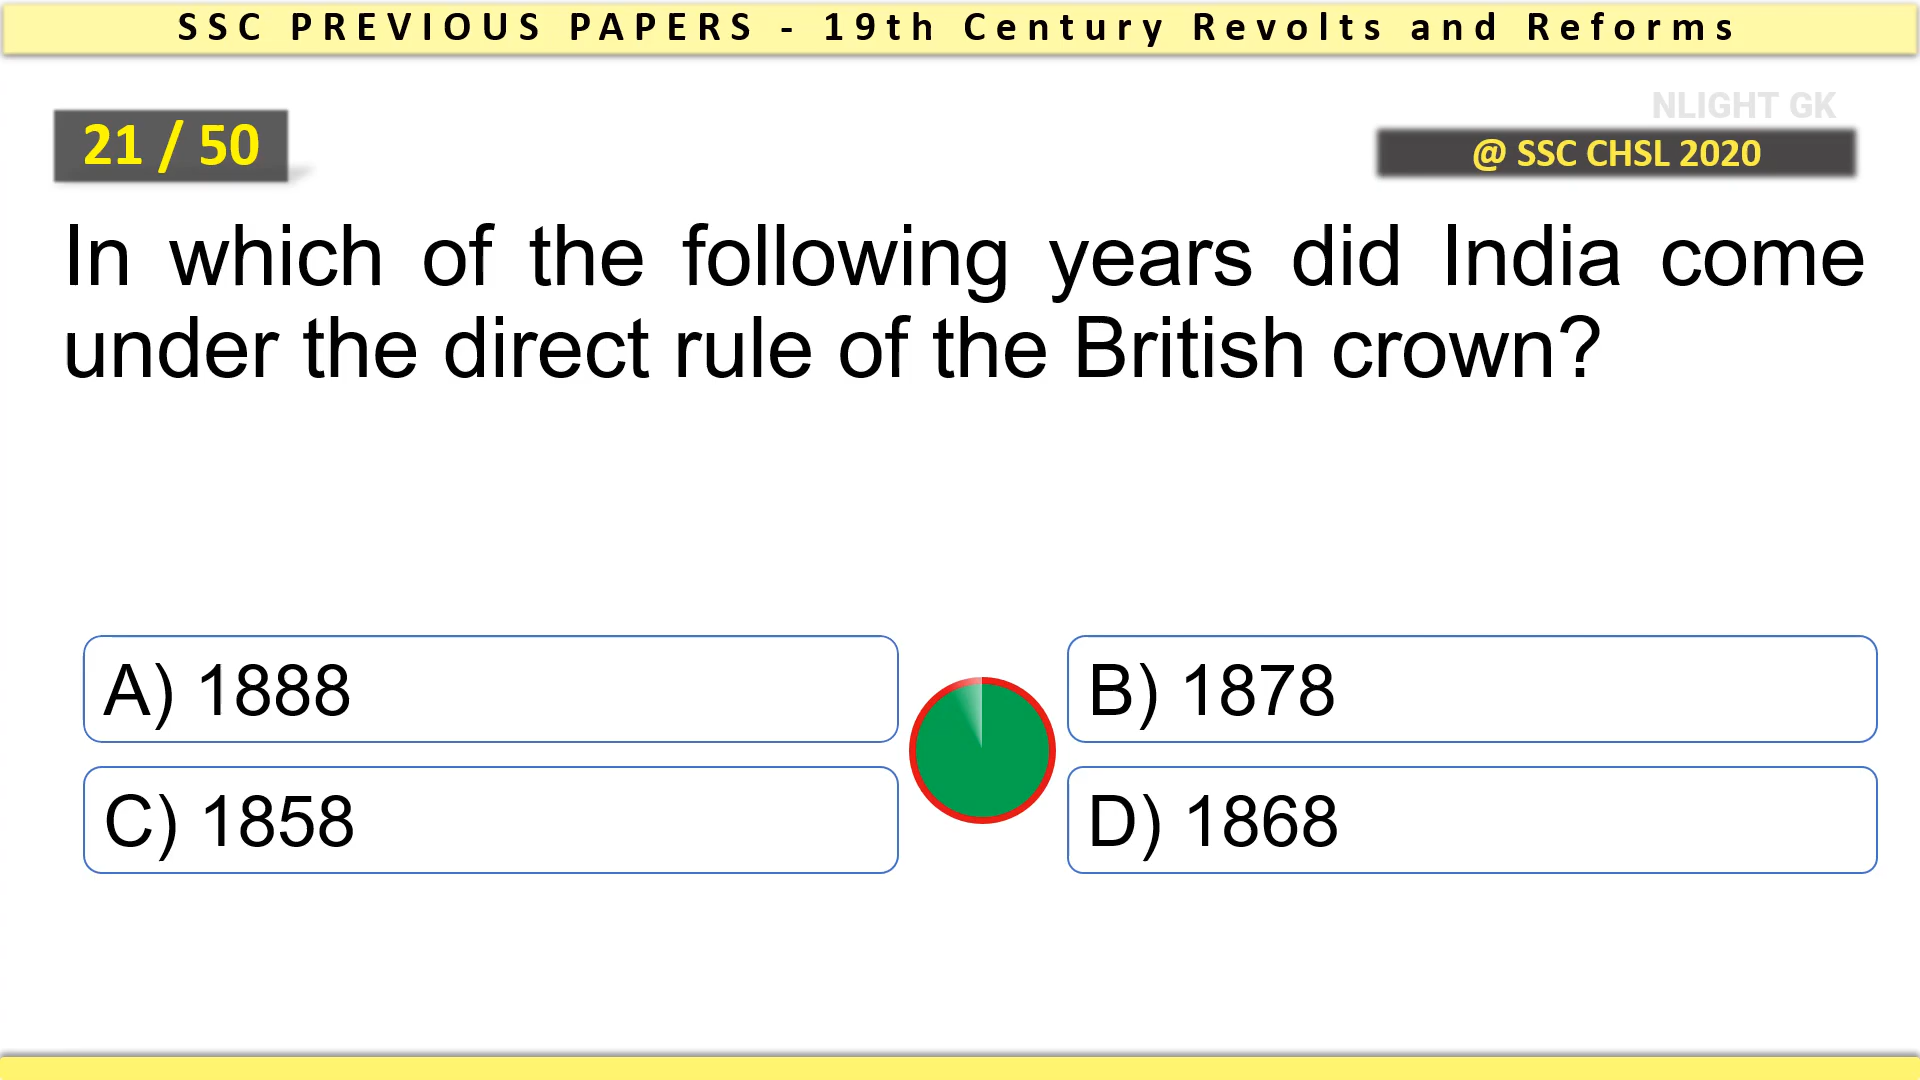 SSC PREVIOUS PAPERS - 19th Century Revolts and Reforms
NLIGHT GK
21 / 50
@ SSC CHSL 2020
In which of the following years did India come
under the direct rule of the British crown?
A) 1888
B) 1878
C) 1858
D) 1868